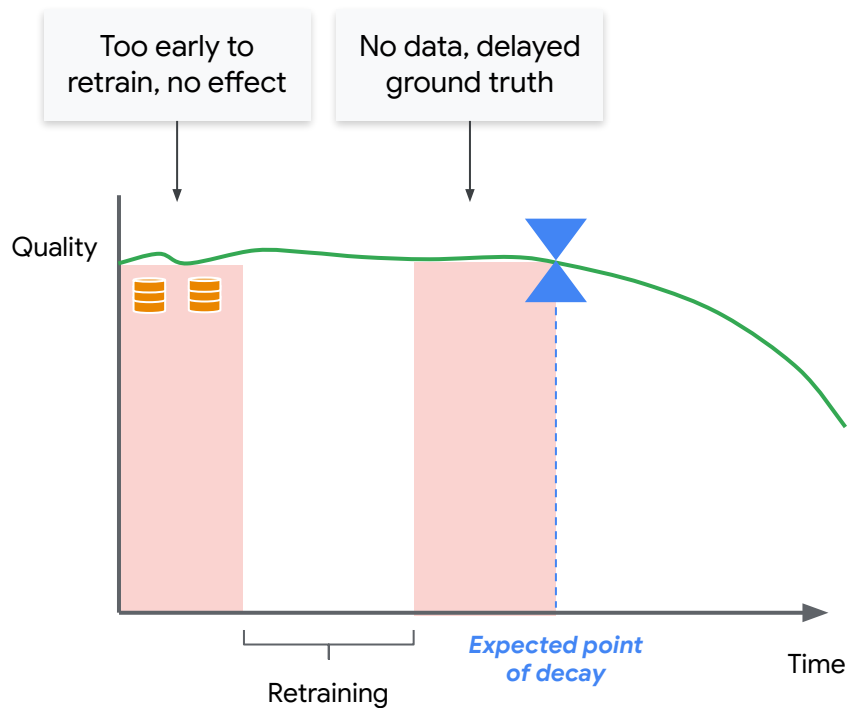 Too early to
retrain, no effect
No data, delayed
ground truth
Quality
Expected point
of decay
Time
Retraining